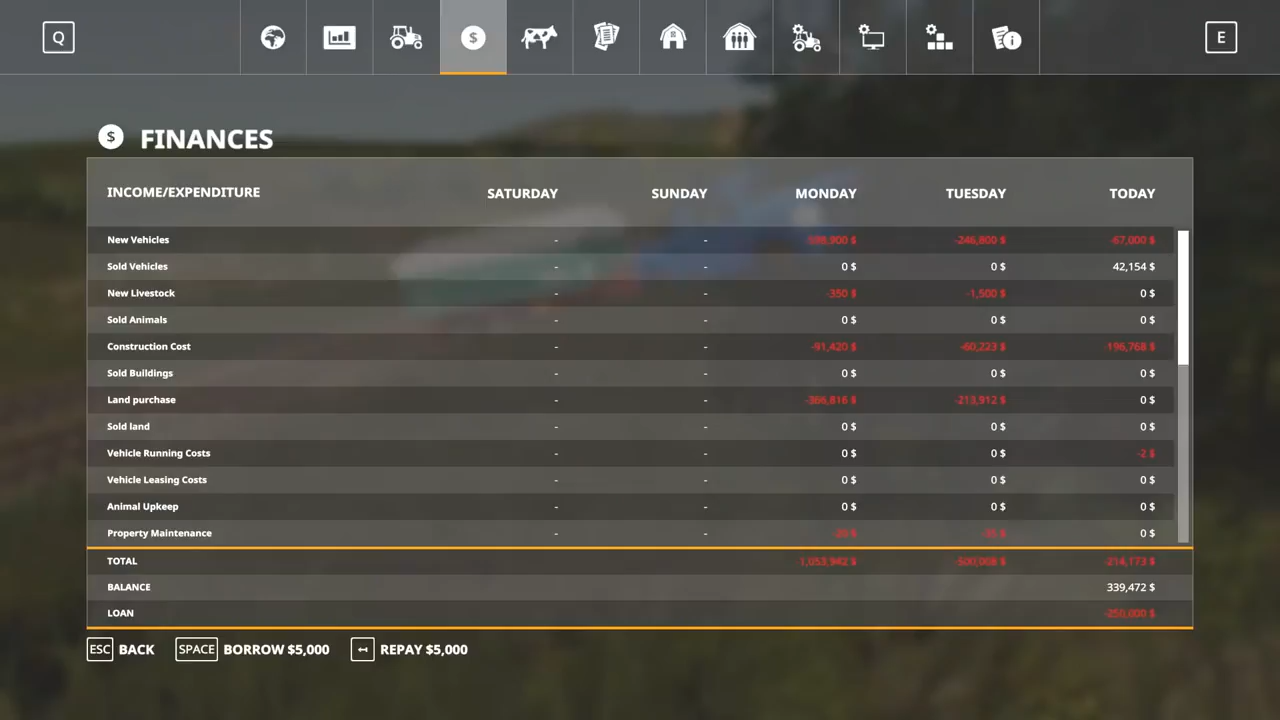 Q E
$ FINANCES
INCOME/EXPENDITURE SATURDAY SUNDAY MONDAY TUESDAY TODAY
New Vehicles - - -246,800 $ -67,000 $
Sold Vehicles - - 0 $ 0 $ 42,154 $
New Livestock - - -350 $ -1,500 $ 0 $
Sold Animals - - 0 $ 0 $ 0 $
Construction Cost - - -91,420 $ -60,223 $ -196,768 $
Sold Buildings - - 0 $ 0 $ 0 $
Land purchase - - -366,816 $ -213,912 $ 0 $
Sold land - - 0 $ 0 $ 0 $
Vehicle Running Costs - - 0 $ 0 $ -2 $
Vehicle Leasing Costs - - 0 $ 0 $ 0 $
Animal Upkeep - - 0 $ 0 $ 0 $
Property Maintenance - - 0 $
TOTAL -1,053,942 $ -214,173 $
BALANCE 339,472 $
LOAN -250,000 $
ESC BACK SPACE BORROW $5,000 REPAY $5,000